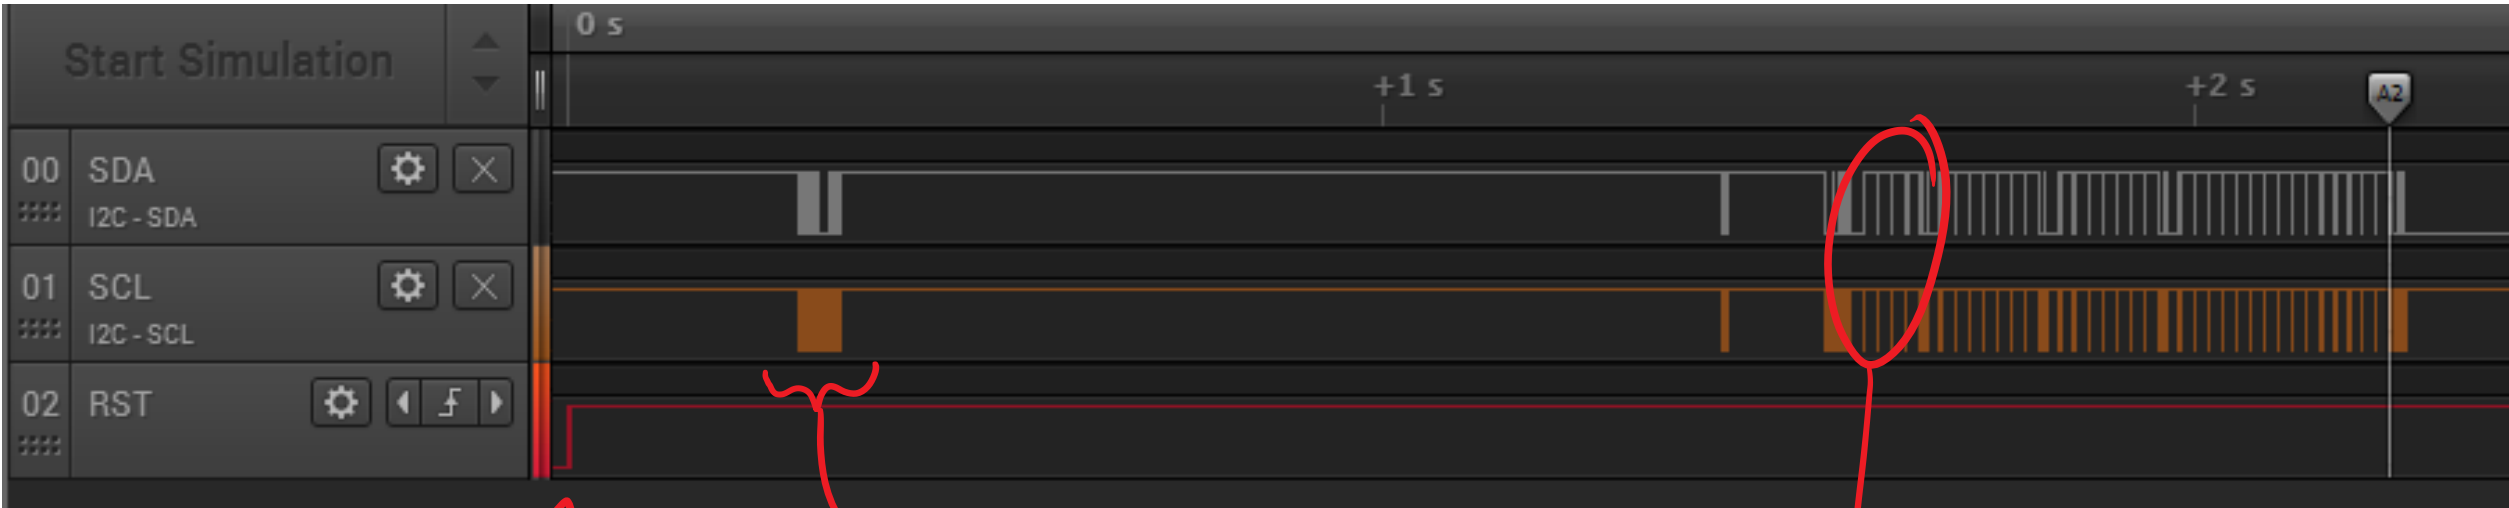 Start Simulation
0 s
+1 s
+2 s
A2
00 SDA
I2C - SDA
01 SCL
I2C - SCL
02 RST